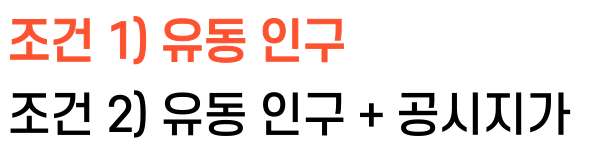 조건 1) 유동 인구
조건 2) 유동 인구 + 공시지가